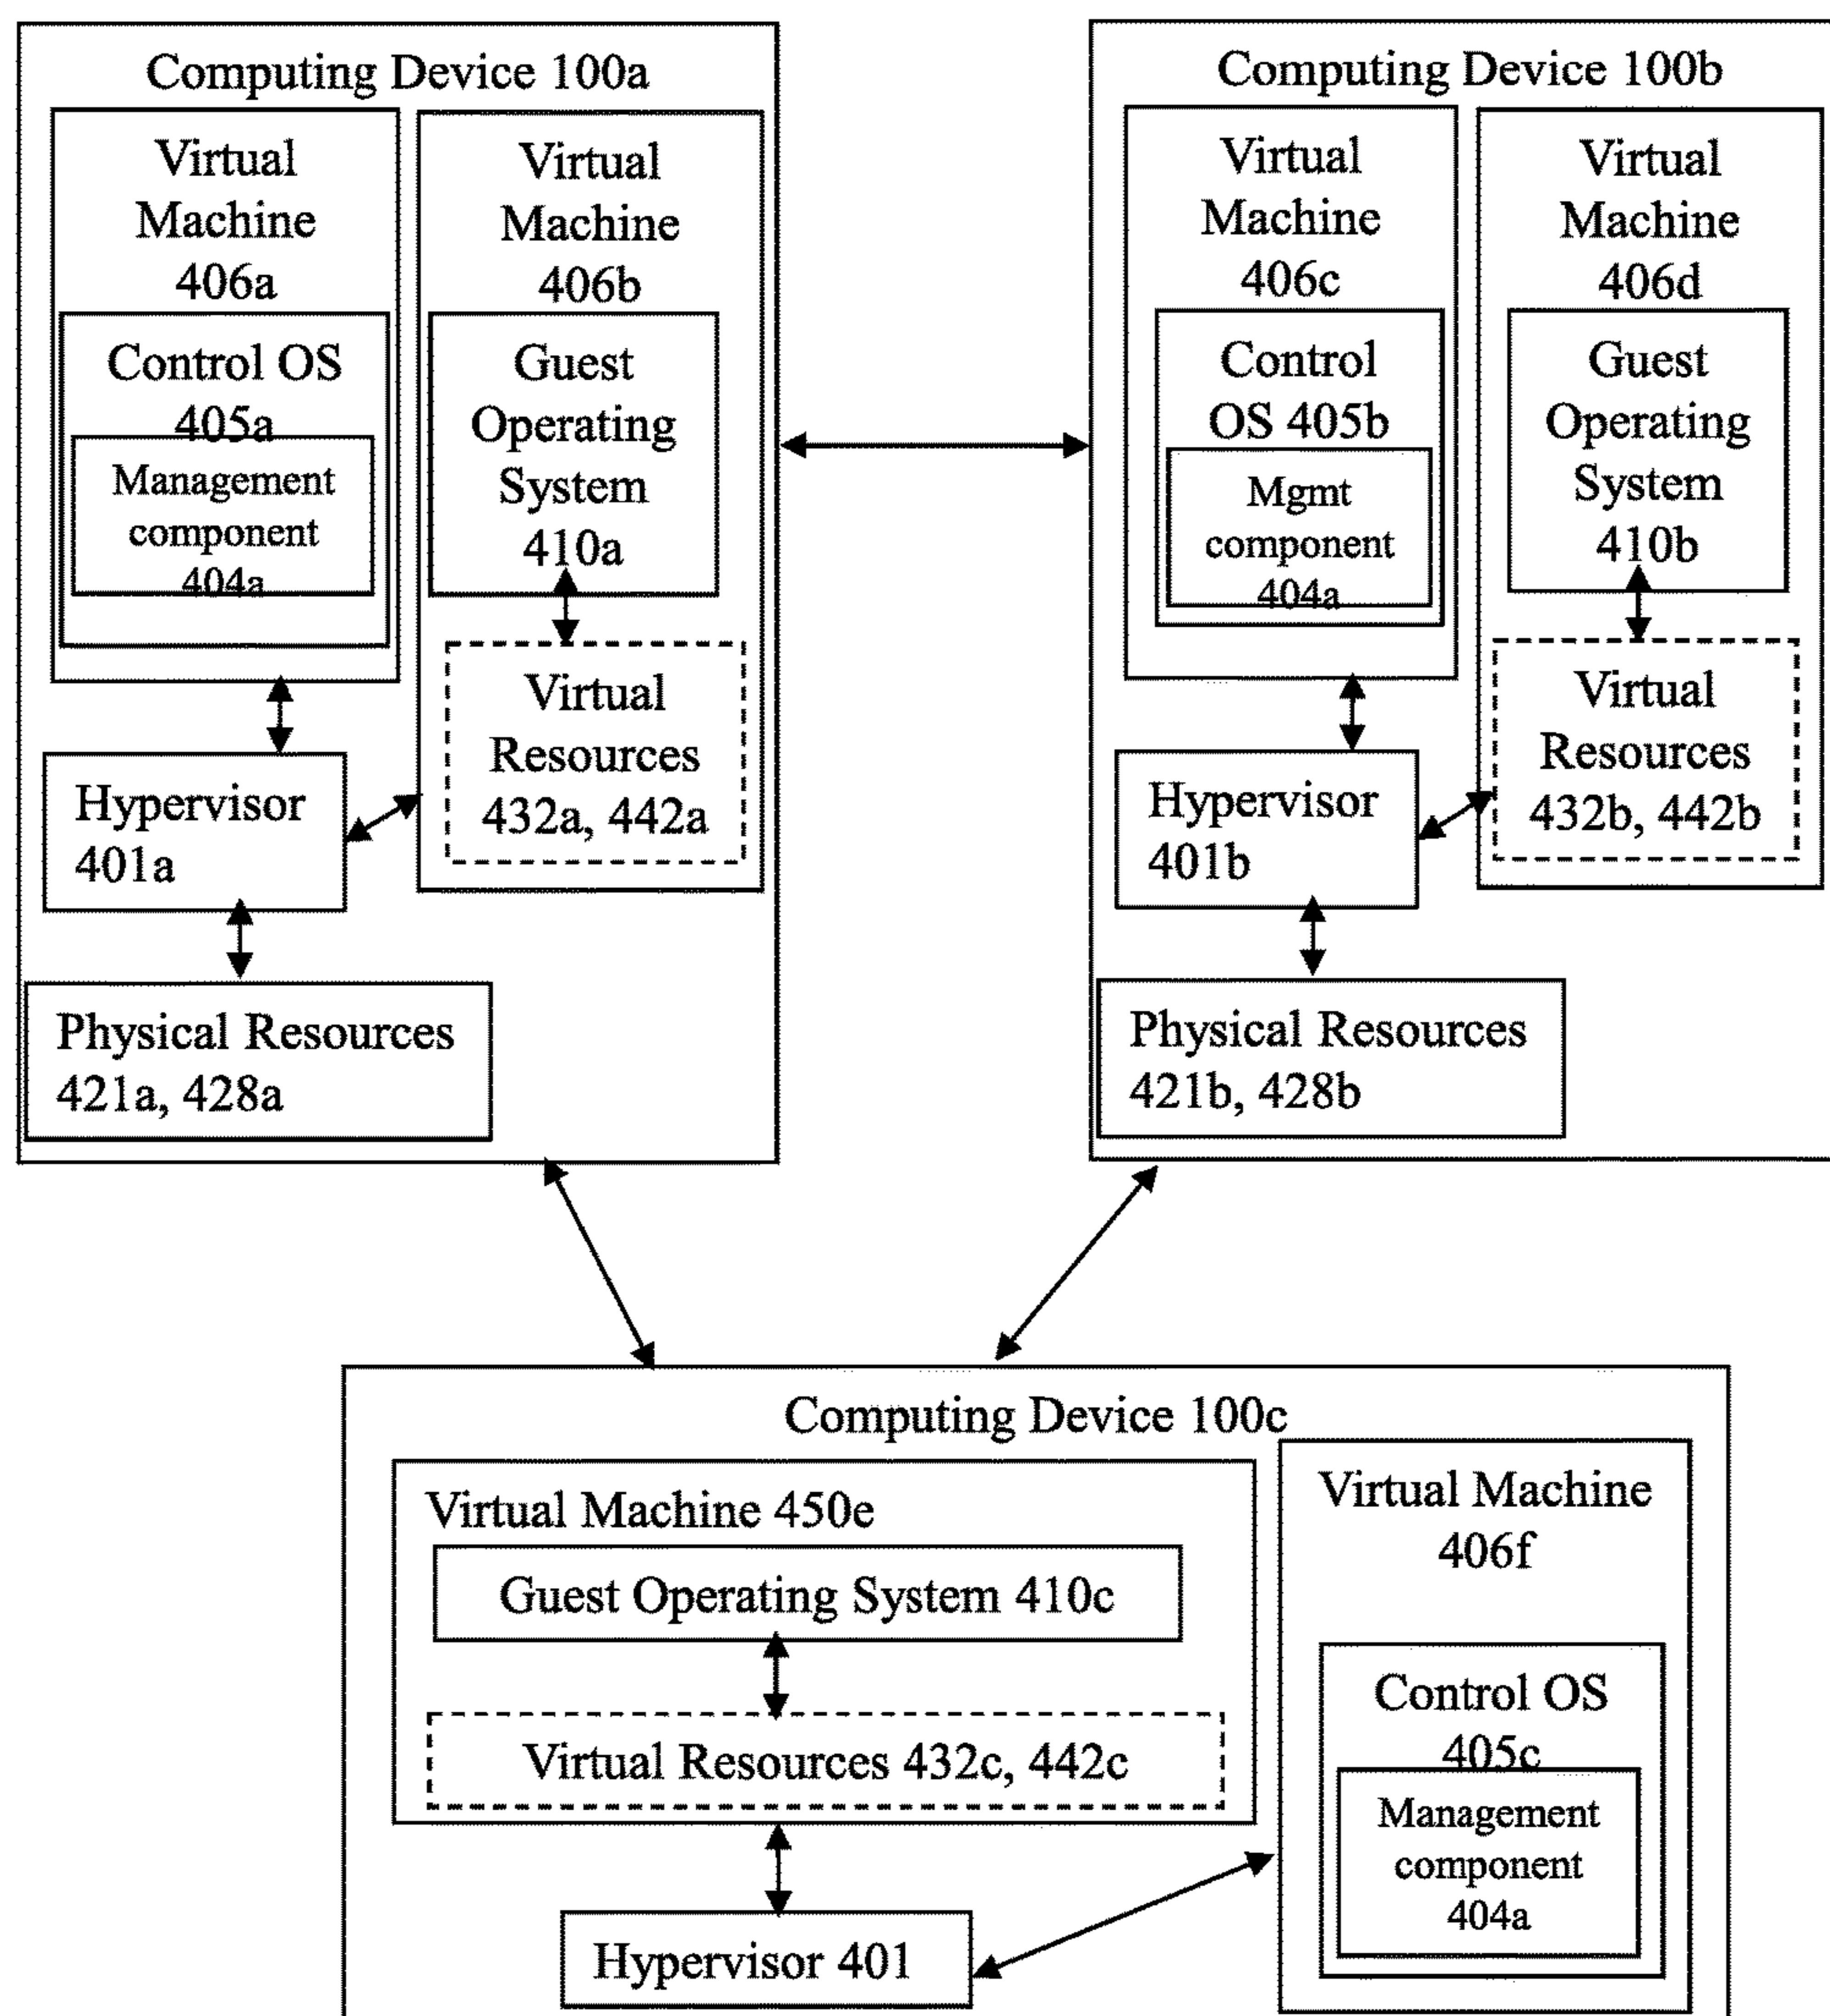 Computing Device 100a
Virtual
Machine
406a
Control OS
405a
Management
component
404a
Virtual
Machine
406b
Guest
Operating
System
410a
Virtual
Resources
432a, 442a
Hypervisor
401a
Physical Resources
421a, 428a
Computing Device 100b
Virtual
Machine
406c
Control
OS 405b
Mgmt
component
404a
Virtual
Machine
406d
Guest
Operating
System
410b
Virtual
Resources
432b, 442b
Hypervisor
401b
Physical Resources
421b, 428b
Computing Device 100c
Virtual Machine 450e
Guest Operating System 410c
Virtual Resources 432c, 442c
Hypervisor 401
Virtual Machine
406f
Control OS
405c
Management
component
404a